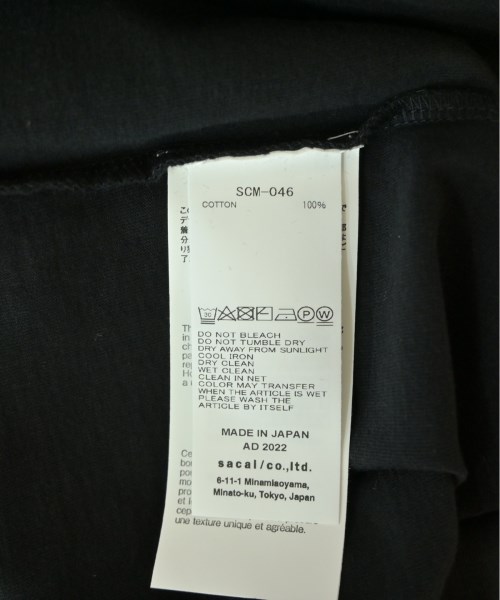 SCM-046
COTTON 100%
DO NOT BLEACH
DO NOT TUMBLE DRY
DRY AWAY FROM SUNLIGHT
COOL IRON
DRY CLEAN
WET CLEAN
CLEAN IN NET
COLOR MAY TRANSFER
WHEN THE ARTICLE IS WET
PLEASE WASH THE
ARTICLE BY ITSELF
MADE IN JAPAN
AD 2022
sacai/co.,ltd.
6-11-1 Minamiaoyama,
Minato-ku, Tokyo, Japan
une texture unique et agréable.